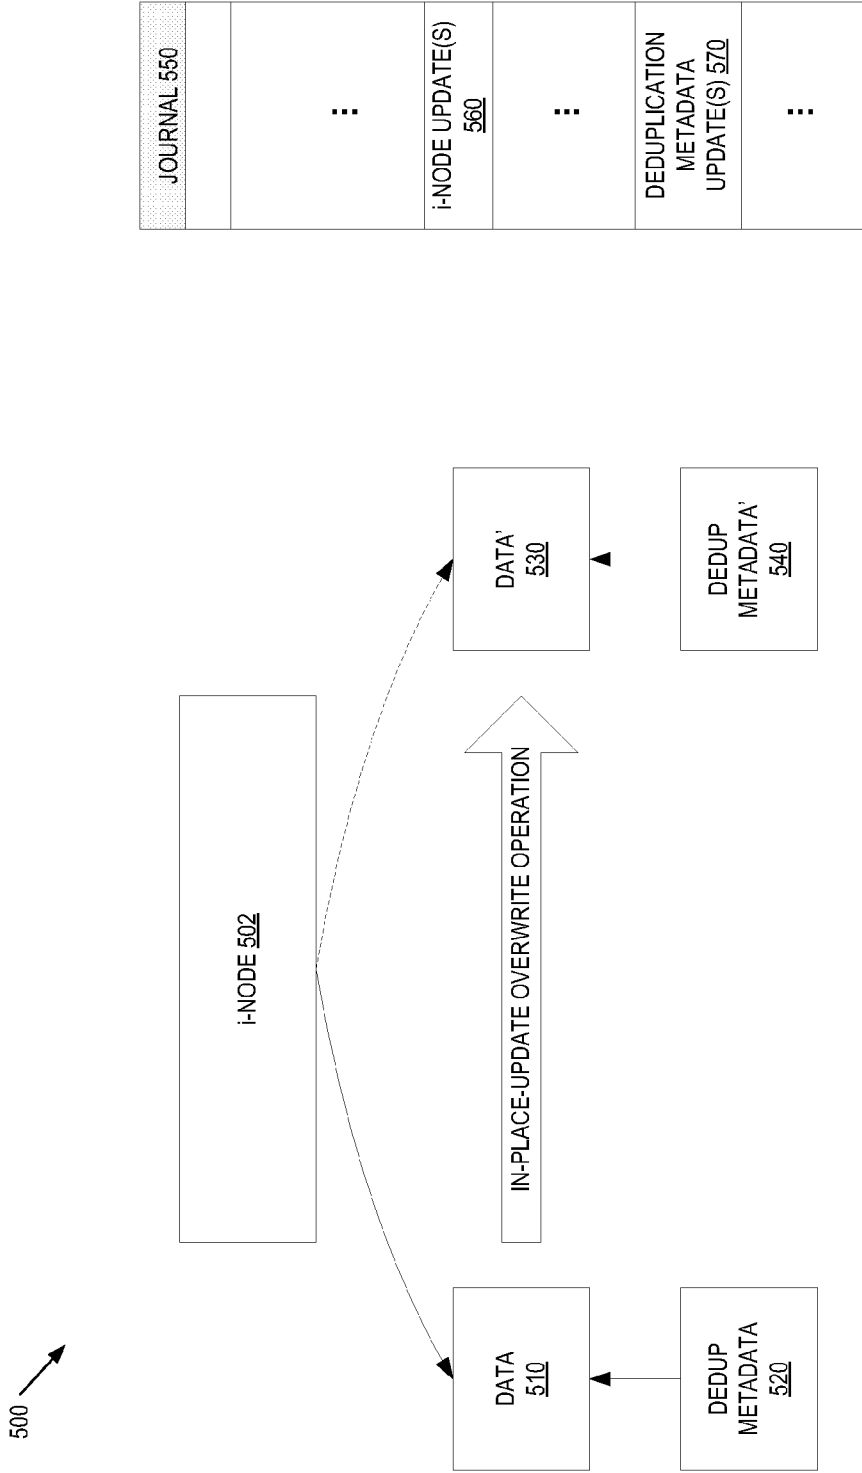 500
i-NODE 502
DATA
510
IN-PLACE-UPDATE OVERWRITE OPERATION
DATA'
530
DEDUP
METADATA
520
DEDUP
METADATA'
540
JOURNAL 550
...
i-NODE UPDATE(S)
560
...
DEDUPLICATION
METADATA
UPDATE(S) 570
...